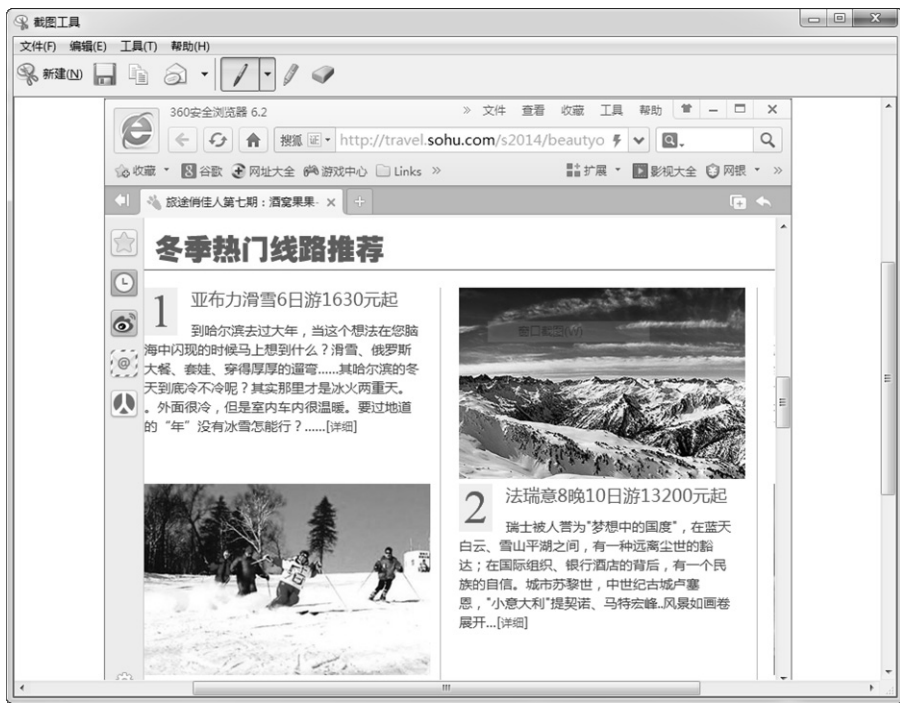 截图工具
文件(F) 编辑(E) 工具(T) 帮助(H)
新建(N)
360安全浏览器 6.2 » 文件 查看 收藏 工具 帮助
搜狐 证 http://travel.sohu.com/s2014/beautyo
收藏 谷歌 网址大全 游戏中心 Links » 扩展 影视大全 网银 »
旅途俏佳人第七期：酒窝果果-
冬季热门线路推荐
1 亚布力滑雪6日游1630元起
到哈尔滨去过大年，当这个想法在您脑
海中闪现的时候马上想到什么？滑雪、俄罗斯
大餐、套娃、穿得厚厚的遛弯……其哈尔滨的冬
天到底冷不冷呢？其实那里才是冰火两重天。
。外面很冷，但是室内车内很温暖。要过地道
的“年”没有冰雪怎能行？……[详细]
窗口截图(W)
2 法瑞意8晚10日游13200元起
瑞士被人誉为"梦想中的国度"，在蓝天
白云、雪山平湖之间，有一种远离尘世的豁
达；在国际组织、银行酒店的背后，有一个民
族的自信。城市苏黎世，中世纪古城卢塞
恩，"小意大利"提契诺、马特宏峰..风景如画卷
展开...[详细]